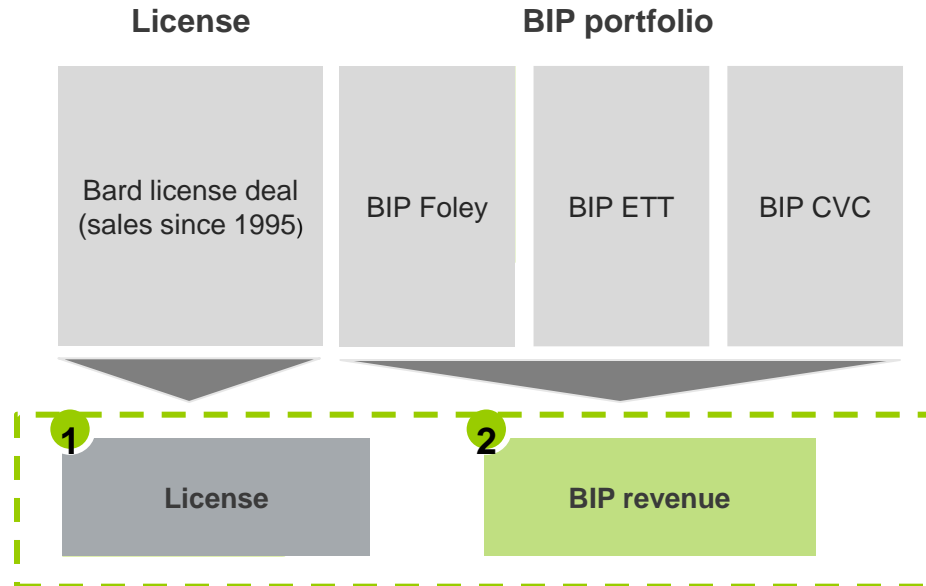 License
BIP portfolio
Bard license deal
(sales since 1995)
BIP Foley
BIP ETT
BIP CVC
1
2
License
BIP revenue